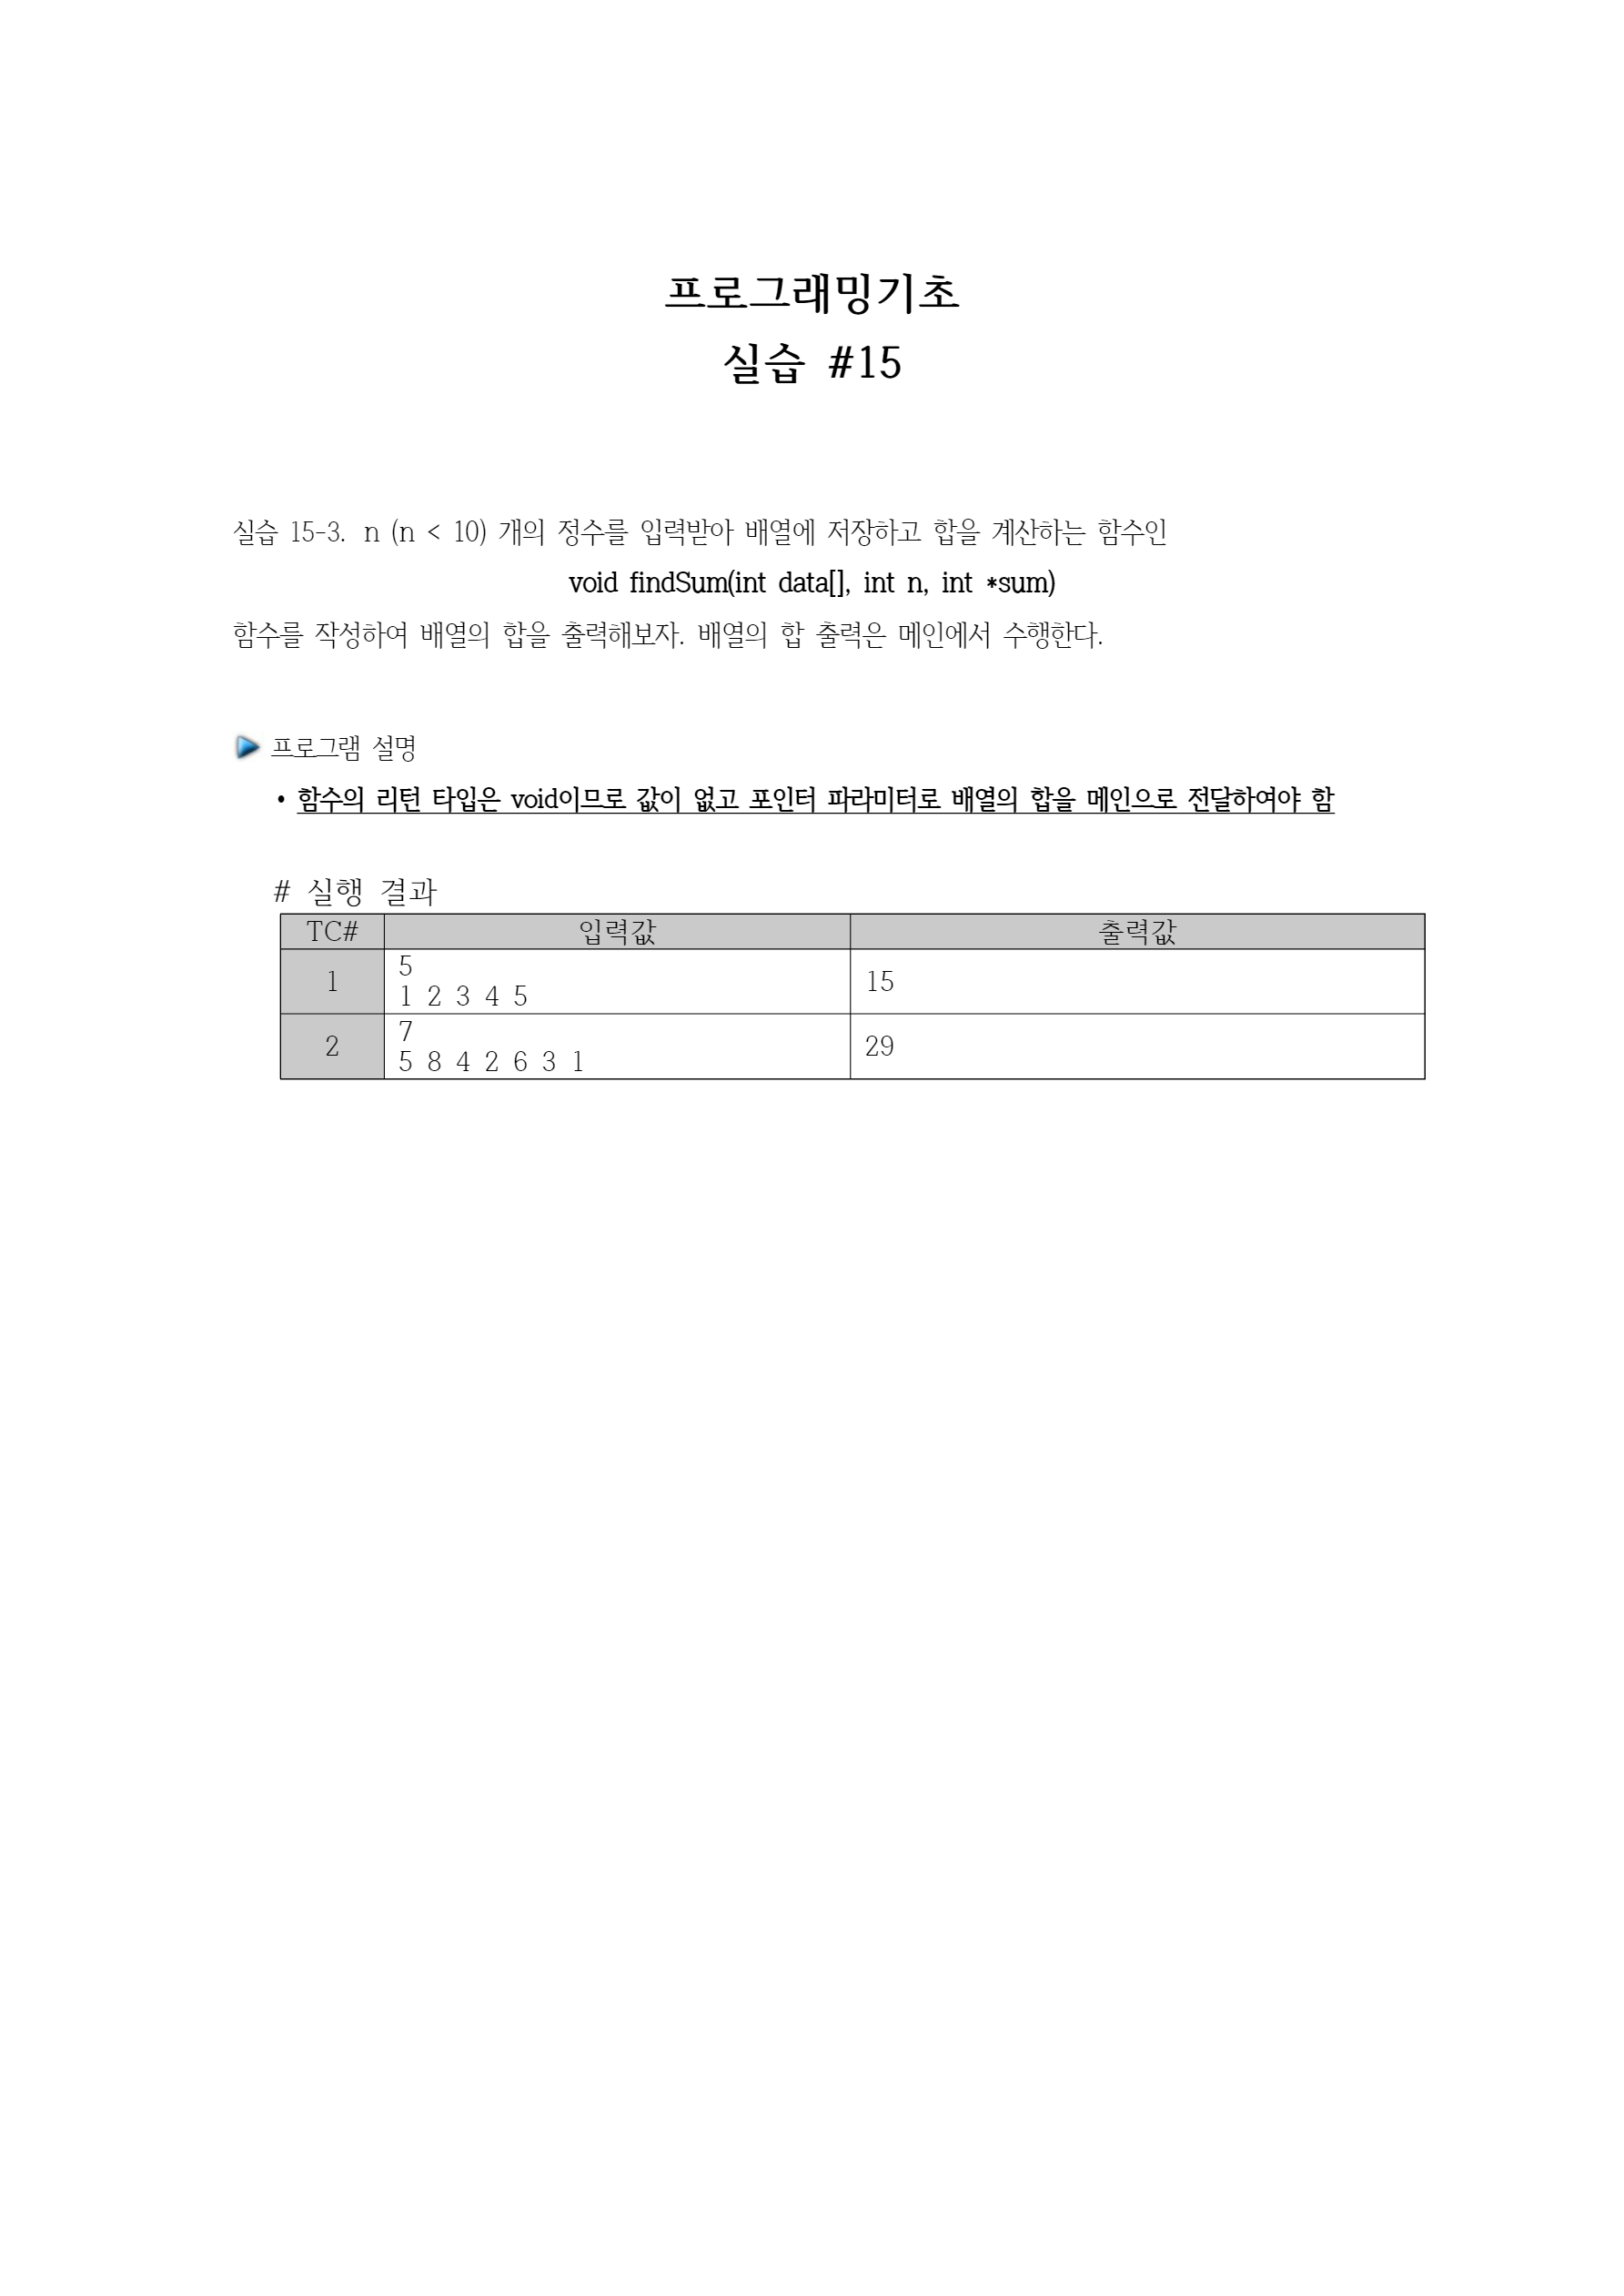 프로그래밍기초
실습 #15
실습 15-3. n (n < 10) 개의 정수를 입력받아 배열에 저장하고 합을 계산하는 함수인
void findSum(int data[], int n, int *sum)
함수를 작성하여 배열의 합을 출력해보자. 배열의 합 출력은 메인에서 수행한다.
프로그램 설명
• 함수의 리턴 타입은 void이므로 값이 없고 포인터 파라미터로 배열의 합을 메인으로 전달하여야 함
# 실행 결과
TC# 입력값 출력값
1 5
1 2 3 4 5 15
2 7
5 8 4 2 6 3 1 29